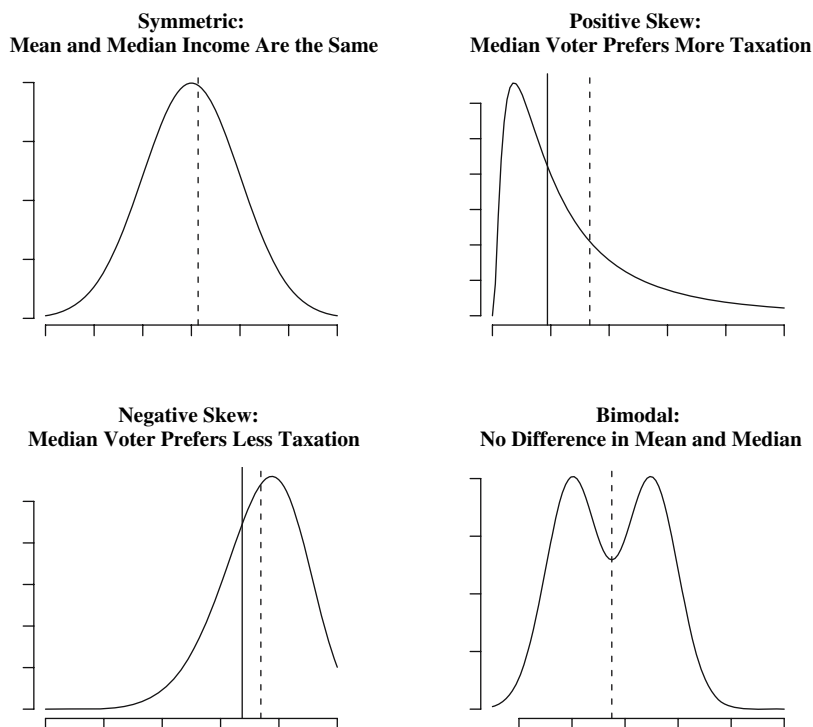 Symmetric:
Mean and Median Income Are the Same
Positive Skew:
Median Voter Prefers More Taxation
Negative Skew:
Median Voter Prefers Less Taxation
Bimodal:
No Difference in Mean and Median